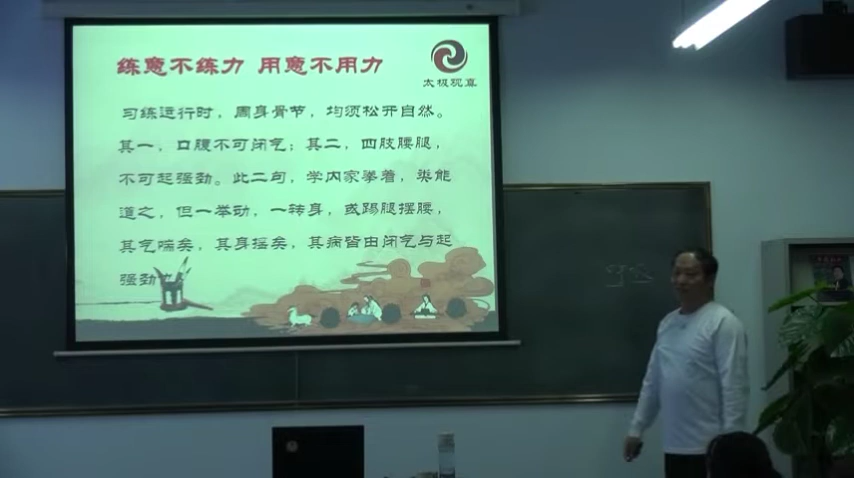 练意不练力 用意不用力
太极观真
习练运行时，周身骨节，均须松开自然。
其一，口腹不可闭气；其二，四肢腰腿，
不可起强劲。此二句，学内家拳着，类能
道之，但一举动，一转身，或踢腿摆腰，
其气喘矣，其身摇矣，其病皆由闭气与起
强劲